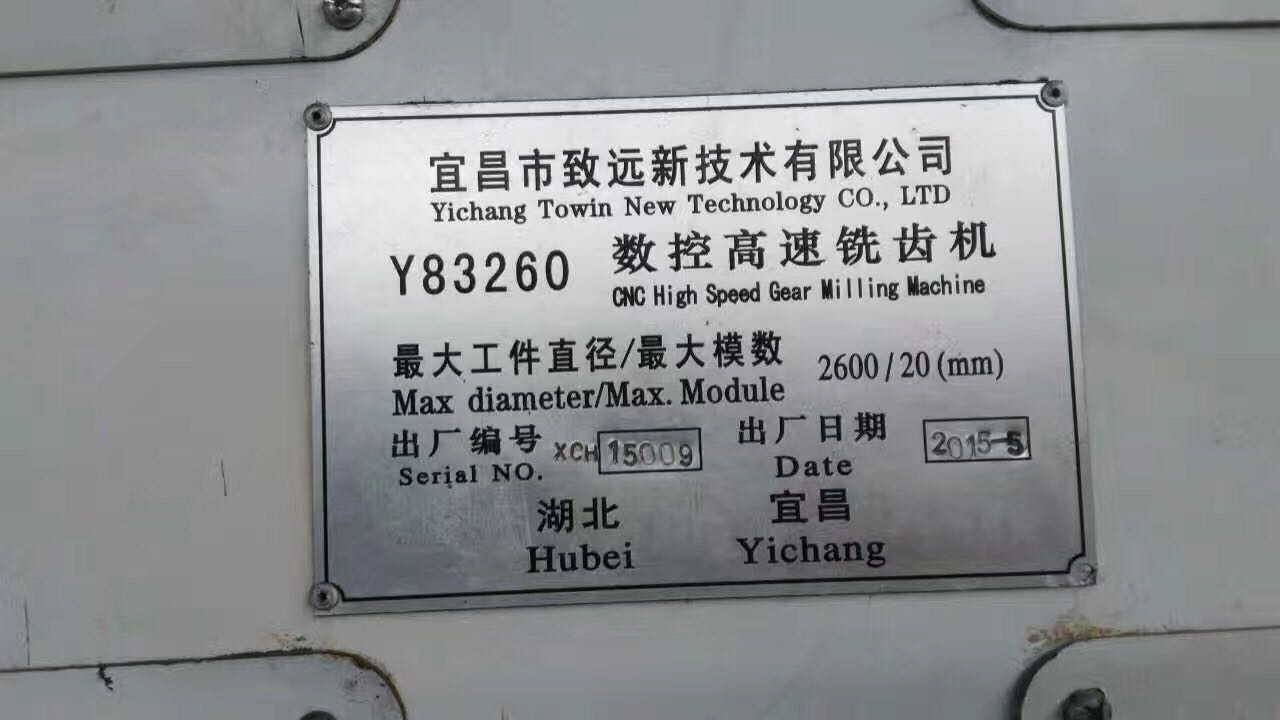 宜昌市致远新技术有限公司
Yichang Towin New Technology CO., LTD
Y83260 数控高速铣齿机
CNC High Speed Gear Milling Machine
最大工件直径/最大模数 2600/20(mm)
Max diameter/Max. Module
出厂编号 XCH 15009 出厂日期 2015-5
Serial NO. Date
湖北 宜昌
Hubei Yichang